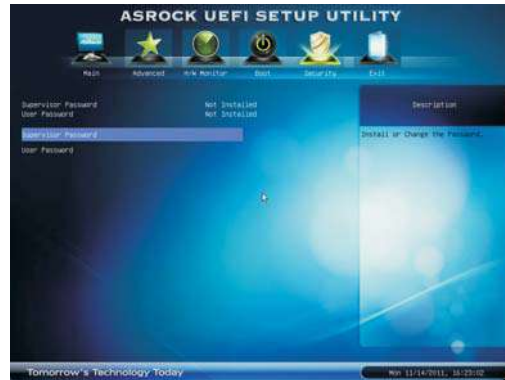 ASROCK UEFI SETUP UTILITY
Main Advanced H/W Monitor Boot Security Exit
Supervisor Password Not Installed
User Password Not Installed
Supervisor Password
User Password
Description
Install or Change the Password.
Tomorrow's Technology Today
Mon 11/14/2011, 16:23:02